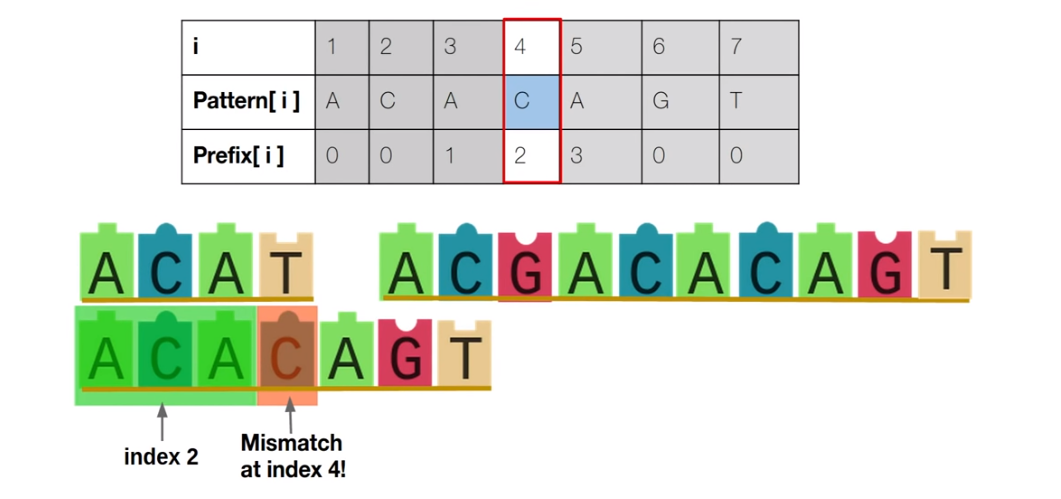 i 1 2 3 4 5 6 7
Pattern[ i ] A C A C A G T
Prefix[ i ] 0 0 1 2 3 0 0
A C A T A C G A C A C A G T
A C A C A G T
index 2
Mismatch
at index 4!